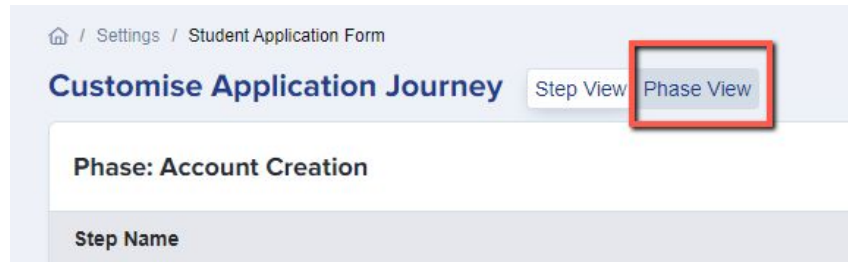 / Settings / Student Application Form
Customise Application Journey Step View Phase View
Phase: Account Creation
Step Name